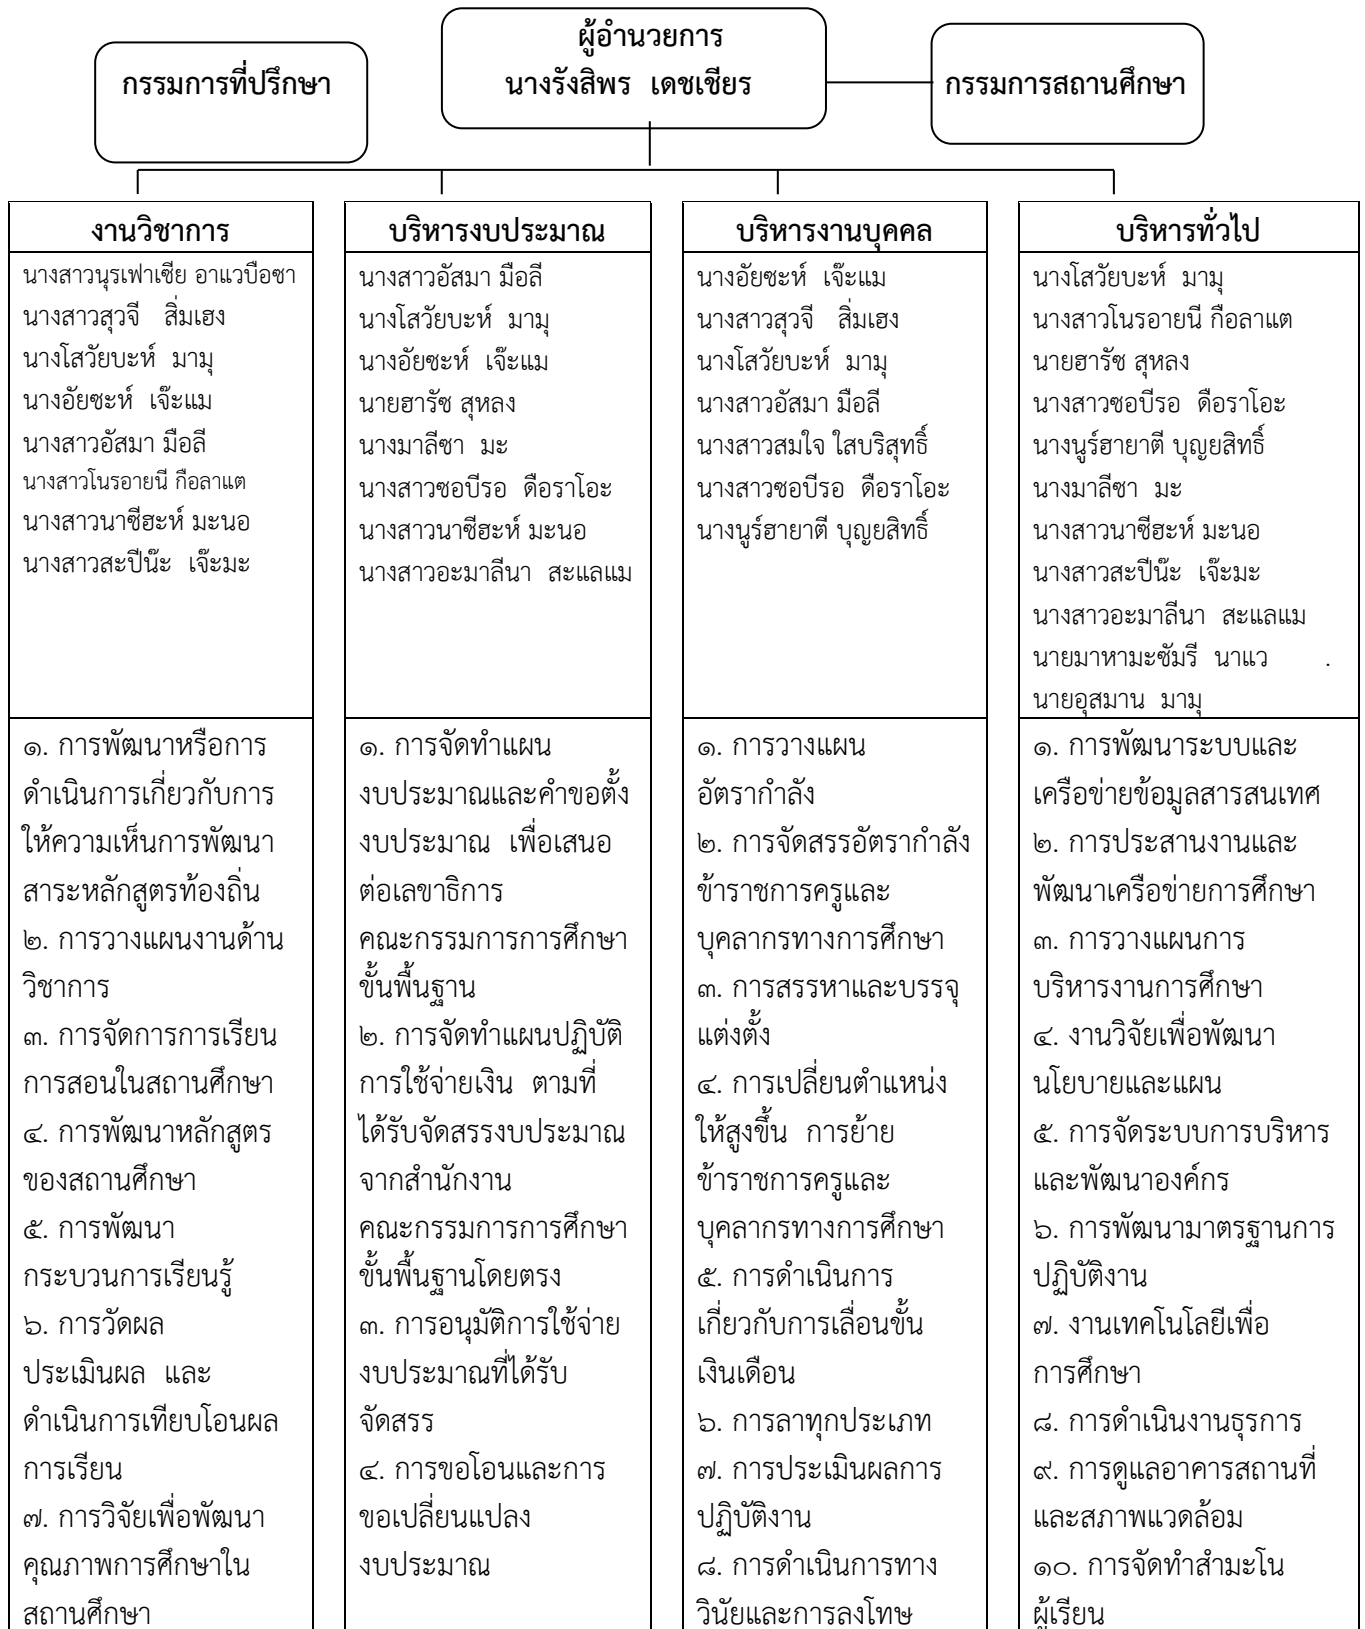 ผู้อำนวยการ
นางรังสิพร เดชเชียร
กรรมการที่ปรึกษา
กรรมการสถานศึกษา
งานวิชาการ
นางสาวนุรเฟาเซีย อาแวบือซา
นางสาวสุวจี สิ่มเฮง
นางโสวัยบะห์ มามุ
นางอัยซะห์ เจ๊ะแม
นางสาวอัสมา มือลี
นางสาวโนรอายนี กือลาแต
นางสาวนาซีฮะห์ มะนอ
นางสาวสะปีน๊ะ เจ๊ะมะ
๑. การพัฒนาหรือการ
ดำเนินการเกี่ยวกับการ
ให้ความเห็นการพัฒนา
สาระหลักสูตรท้องถิ่น
๒. การวางแผนงานด้าน
วิชาการ
๓. การจัดการการเรียน
การสอนในสถานศึกษา
๔. การพัฒนาหลักสูตร
ของสถานศึกษา
๕. การพัฒนา
กระบวนการเรียนรู้
๖. การวัดผล
ประเมินผล และ
ดำเนินการเทียบโอนผล
การเรียน
๗. การวิจัยเพื่อพัฒนา
คุณภาพการศึกษาใน
สถานศึกษา
บริหารงบประมาณ
นางสาวอัสมา มือลี
นางโสวัยบะห์ มามุ
นางอัยซะห์ เจ๊ะแม
นายฮารัซ สุหลง
นางมาลีซา มะ
นางสาวซอบีรอ ดือราโอะ
นางสาวนาซีฮะห์ มะนอ
นางสาวอะมาลีนา สะแลแม
๑. การจัดทำแผน
งบประมาณและคำขอตั้ง
งบประมาณ เพื่อเสนอ
ต่อเลขาธิการ
คณะกรรมการการศึกษา
ขั้นพื้นฐาน
๒. การจัดทำแผนปฏิบัติ
การใช้จ่ายเงิน ตามที่
ได้รับจัดสรรงบประมาณ
จากสำนักงาน
คณะกรรมการการศึกษา
ขั้นพื้นฐานโดยตรง
๓. การอนุมัติการใช้จ่าย
งบประมาณที่ได้รับ
จัดสรร
๔. การขอโอนและการ
ขอเปลี่ยนแปลง
งบประมาณ
บริหารงานบุคคล
นางอัยซะห์ เจ๊ะแม
นางสาวสุวจี สิ่มเฮง
นางโสวัยบะห์ มามุ
นางสาวอัสมา มือลี
นางสาวสมใจ ใสบริสุทธิ์
นางสาวซอบีรอ ดือราโอะ
นางนูร์ฮายาตี บุญยสิทธิ์
๑. การวางแผน
อัตรากำลัง
๒. การจัดสรรอัตรากำลัง
ข้าราชการครูและ
บุคลากรทางการศึกษา
๓. การสรรหาและบรรจุ
แต่งตั้ง
๔. การเปลี่ยนตำแหน่ง
ให้สูงขึ้น การย้าย
ข้าราชการครูและ
บุคลากรทางการศึกษา
๕. การดำเนินการ
เกี่ยวกับการเลื่อนขั้น
เงินเดือน
๖. การลาทุกประเภท
๗. การประเมินผลการ
ปฏิบัติงาน
๘. การดำเนินการทาง
วินัยและการลงโทษ
บริหารทั่วไป
นางโสวัยบะห์ มามุ
นางสาวโนรอายนี กือลาแต
นายฮารัซ สุหลง
นางสาวซอบีรอ ดือราโอะ
นางนูร์ฮายาตี บุญยสิทธิ์
นางมาลีซา มะ
นางสาวนาซีฮะห์ มะนอ
นางสาวสะปีน๊ะ เจ๊ะมะ
นางสาวอะมาลีนา สะแลแม
นายมาหามะซัมรี นาแว .
นายอุสมาน มามุ
๑. การพัฒนาระบบและ
เครือข่ายข้อมูลสารสนเทศ
๒. การประสานงานและ
พัฒนาเครือข่ายการศึกษา
๓. การวางแผนการ
บริหารงานการศึกษา
๔. งานวิจัยเพื่อพัฒนา
นโยบายและแผน
๕. การจัดระบบการบริหาร
และพัฒนาองค์กร
๖. การพัฒนามาตรฐานการ
ปฏิบัติงาน
๗. งานเทคโนโลยีเพื่อ
การศึกษา
๘. การดำเนินงานธุรการ
๙. การดูแลอาคารสถานที่
และสภาพแวดล้อม
๑๐. การจัดทำสำมะโน
ผู้เรียน